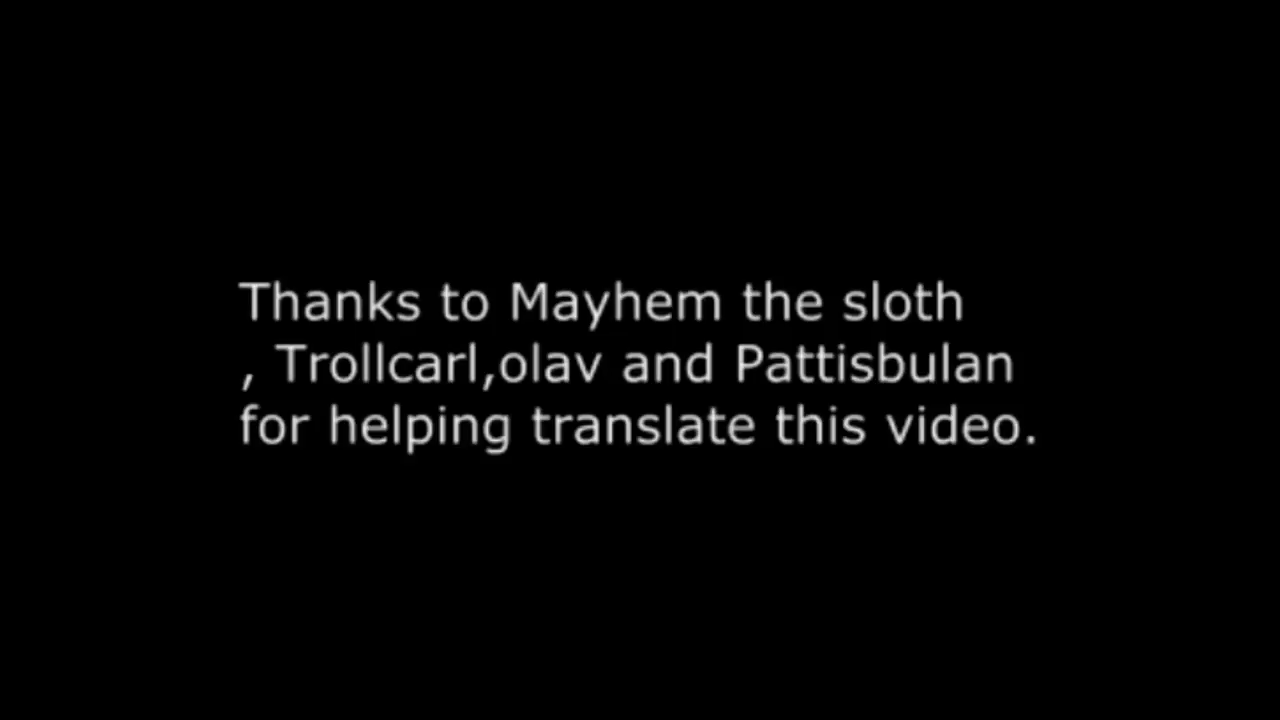 Thanks to Mayhem the sloth
, Trollcarl,olav and Pattisbulan
for helping translate this video.